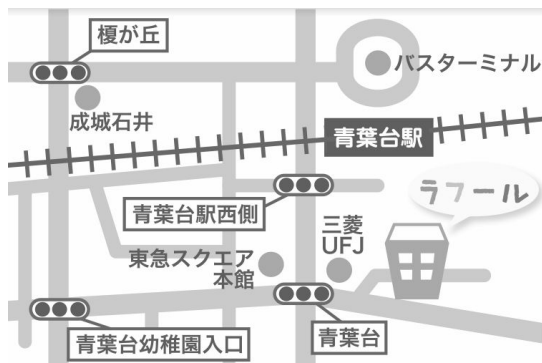 榎が丘
バスターミナル
成城石井
青葉台駅
ラフール
青葉台駅西側
三菱
UFJ
東急スクエア
本館
青葉台
青葉台幼稚園入口